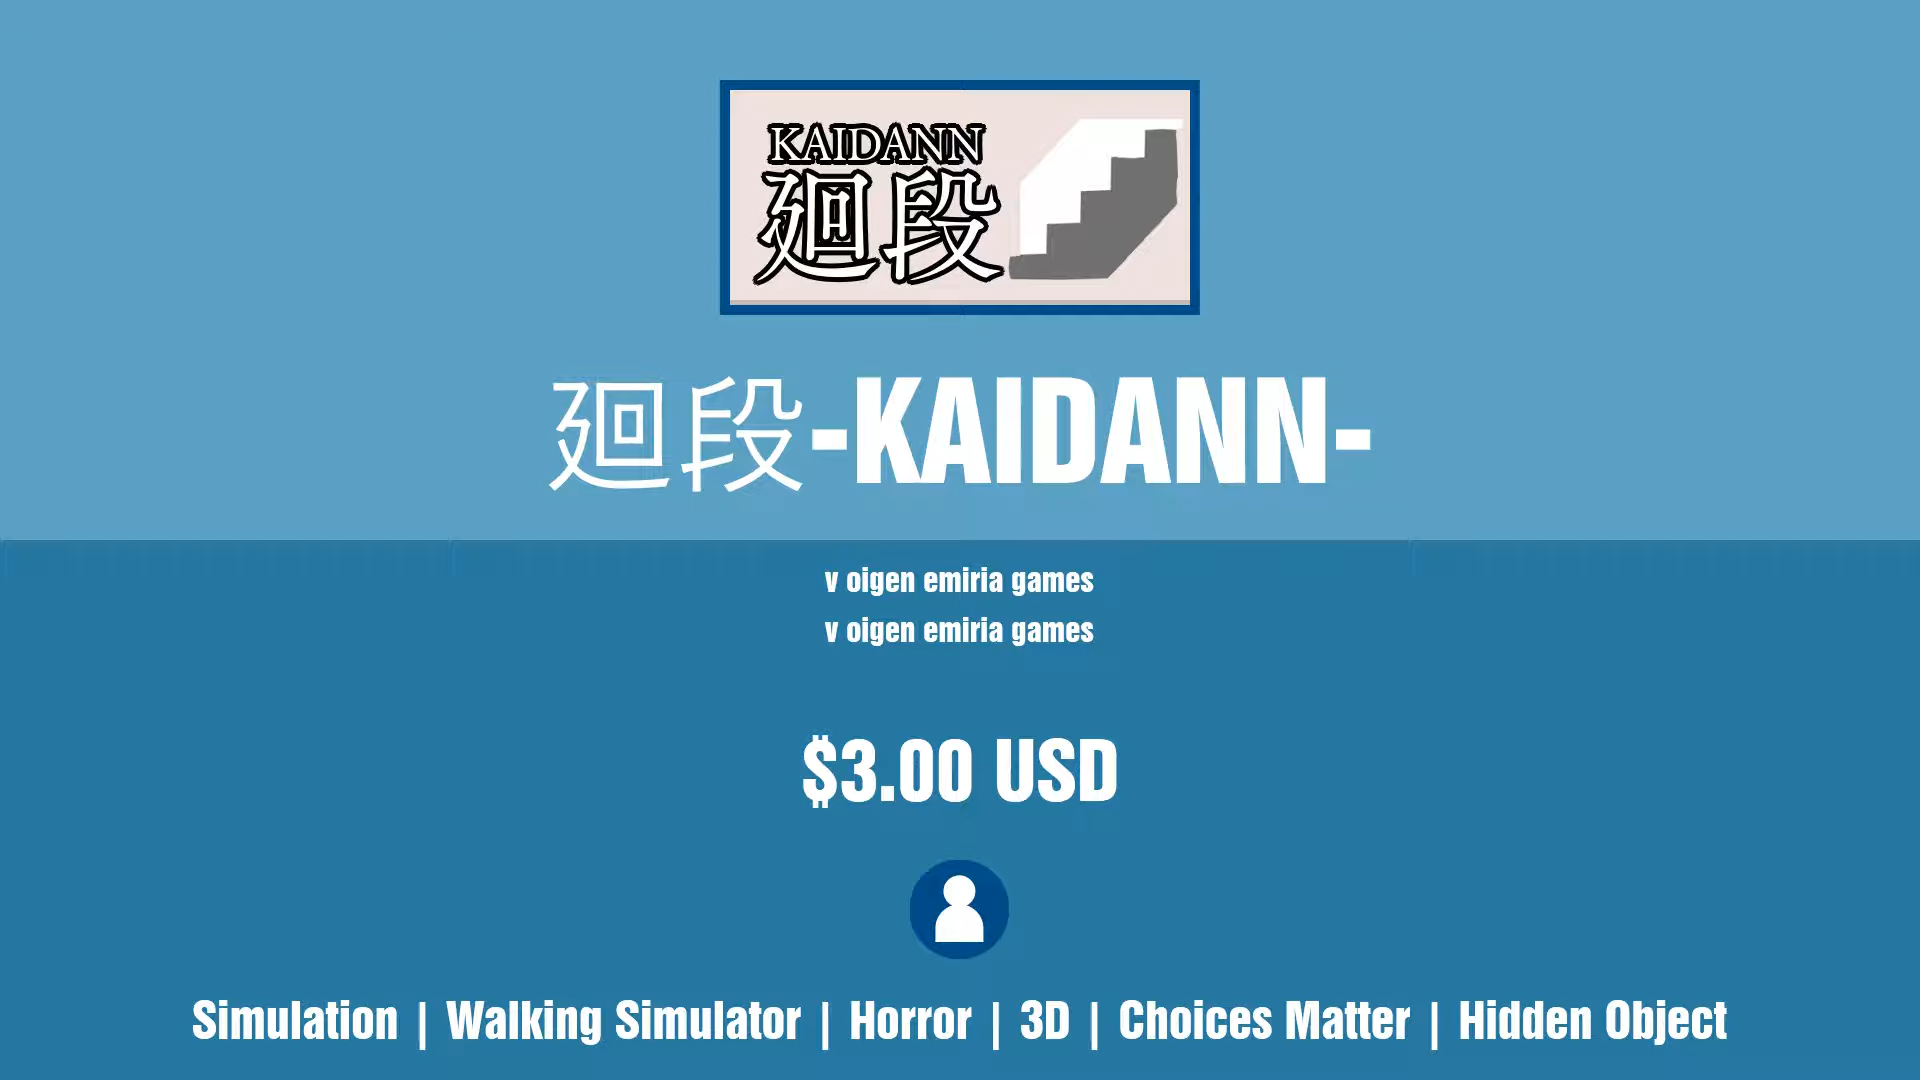 KAIDANN
廻段
廻段-KAIDANN-
v oigen emiria games
v oigen emiria games
$3.00 USD
Simulation | Walking Simulator | Horror | 3D | Choices Matter | Hidden Object